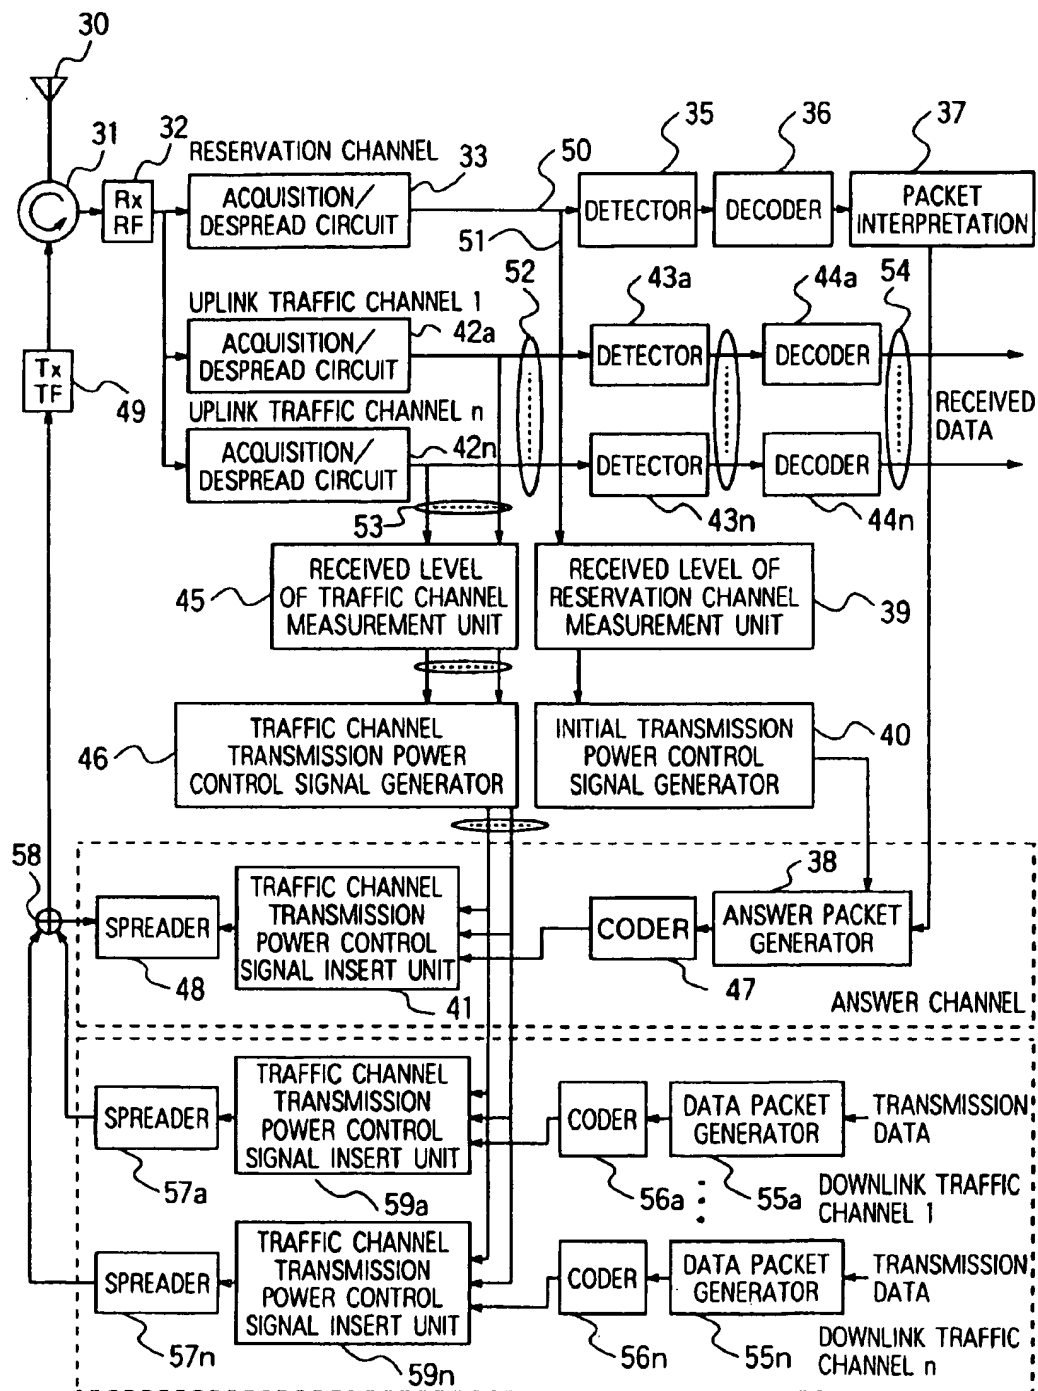 30
31
32
RESERVATION CHANNEL
33
50
35
36
37
Rx
RF
ACQUISITION/
DESPREAD CIRCUIT
DETECTOR
DECODER
PACKET
INTERPRETATION
51
52
UPLINK TRAFFIC CHANNEL 1
42a
43a
44a
54
ACQUISITION/
DESPREAD CIRCUIT
DETECTOR
DECODER
Tx
TF
49
UPLINK TRAFFIC CHANNEL n
42n
RECEIVED
DATA
ACQUISITION/
DESPREAD CIRCUIT
DETECTOR
DECODER
53
43n
44n
45
RECEIVED LEVEL
OF TRAFFIC CHANNEL
MEASUREMENT UNIT
RECEIVED LEVEL OF
RESERVATION CHANNEL
MEASUREMENT UNIT
39
46
TRAFFIC CHANNEL
TRANSMISSION POWER
CONTROL SIGNAL GENERATOR
INITIAL TRANSMISSION
POWER CONTROL
SIGNAL GENERATOR
40
58
38
SPREADER
TRAFFIC CHANNEL
TRANSMISSION
POWER CONTROL
SIGNAL INSERT UNIT
CODER
ANSWER PACKET
GENERATOR
48
41
47
ANSWER CHANNEL
SPREADER
TRAFFIC CHANNEL
TRANSMISSION
POWER CONTROL
SIGNAL INSERT UNIT
CODER
DATA PACKET
GENERATOR
TRANSMISSION
DATA
57a
59a
56a
55a
DOWNLINK TRAFFIC
CHANNEL 1
SPREADER
TRAFFIC CHANNEL
TRANSMISSION
POWER CONTROL
SIGNAL INSERT UNIT
CODER
DATA PACKET
GENERATOR
TRANSMISSION
DATA
57n
59n
56n
55n
DOWNLINK TRAFFIC
CHANNEL n